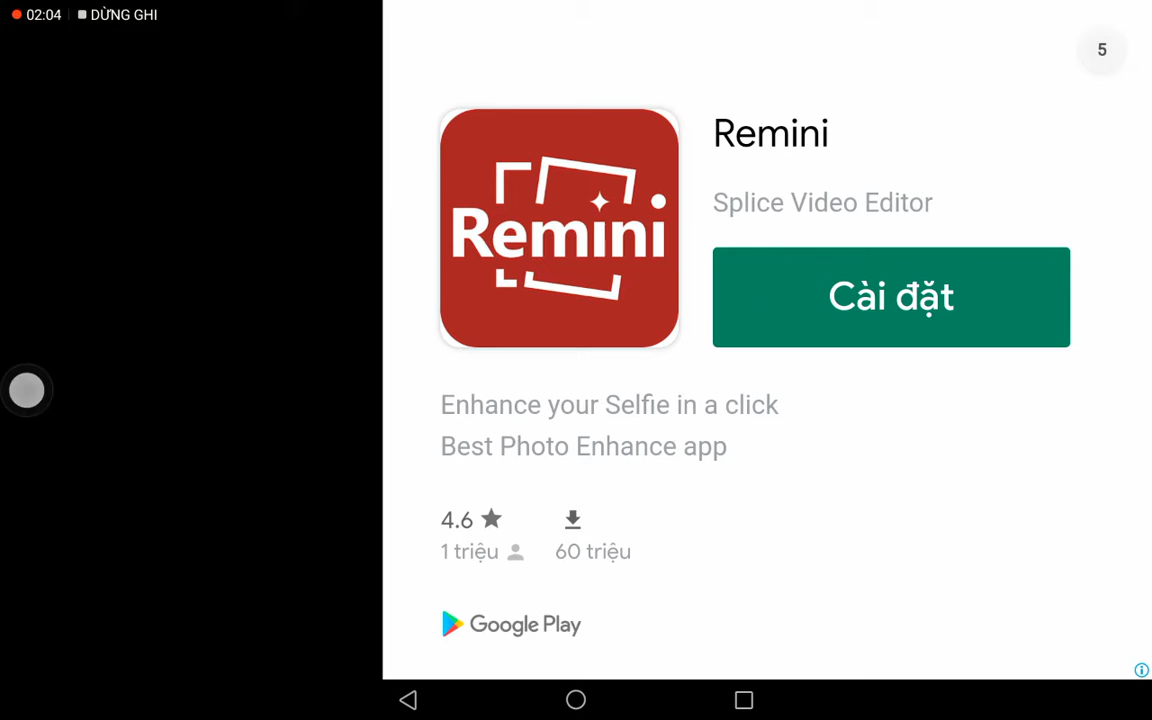 02:04 DỪNG GHI
5
Remini
Remini
Splice Video Editor
Cài đặt
Enhance your Selfie in a click
Best Photo Enhance app
4.6
1 triệu 60 triệu
Google Play